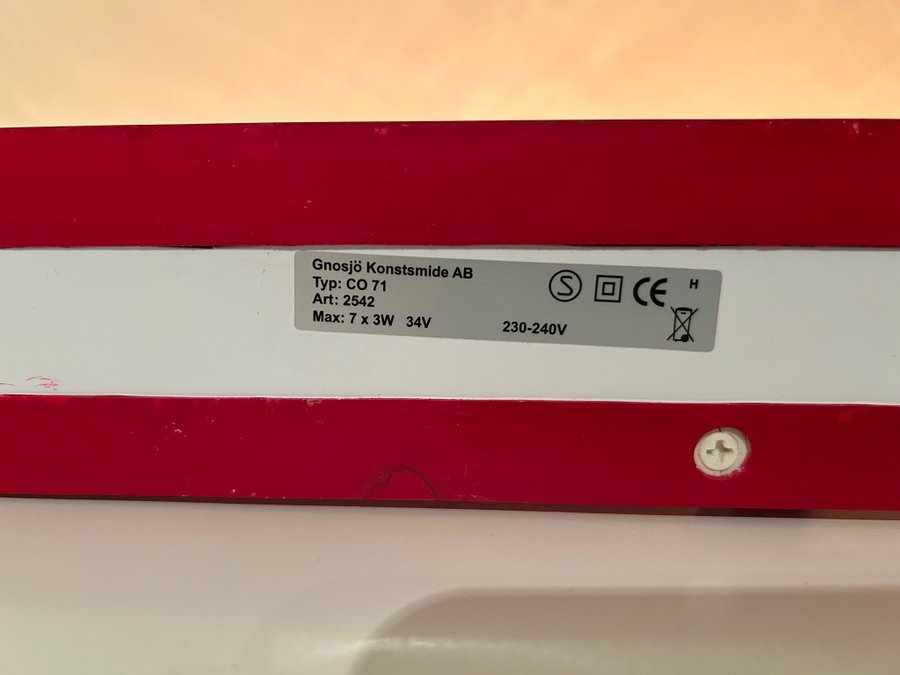 Gnosjö Konstsmide AB
Typ: CO 71
Art: 2542
Max: 7 x 3W 34V 230-240V
S CE H